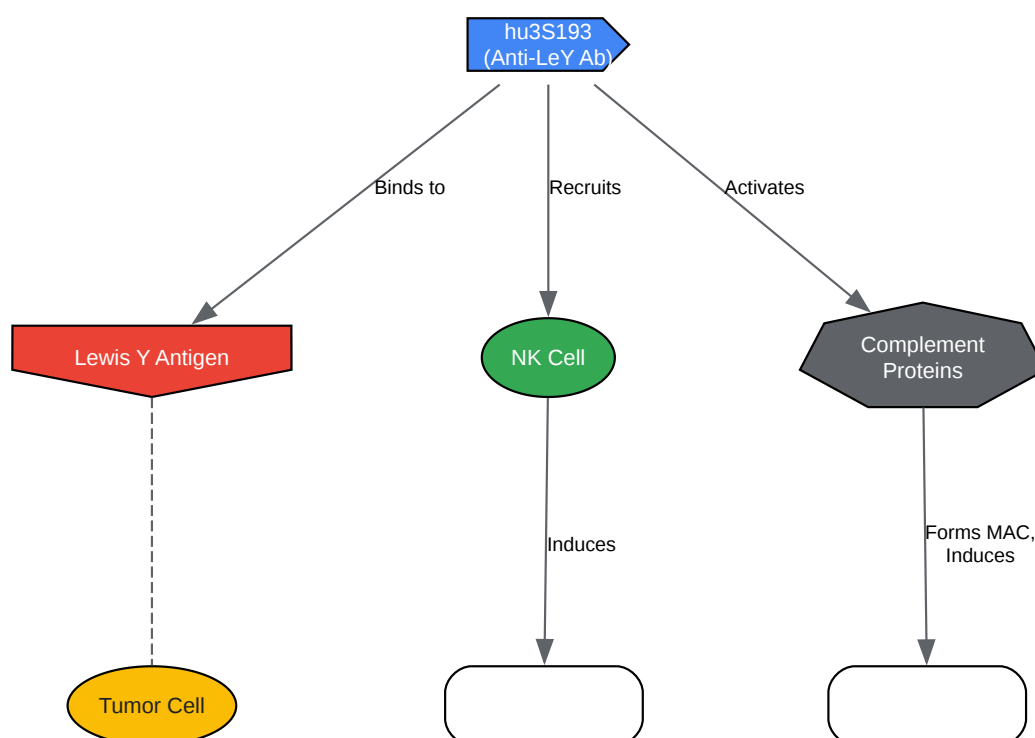 hu3S193
(Anti-LeY Ab)
Binds to
Recruits
Activates
Lewis Y Antigen
NK Cell
Complement
Proteins
Induces
Forms MAC,
Induces
Tumor Cell